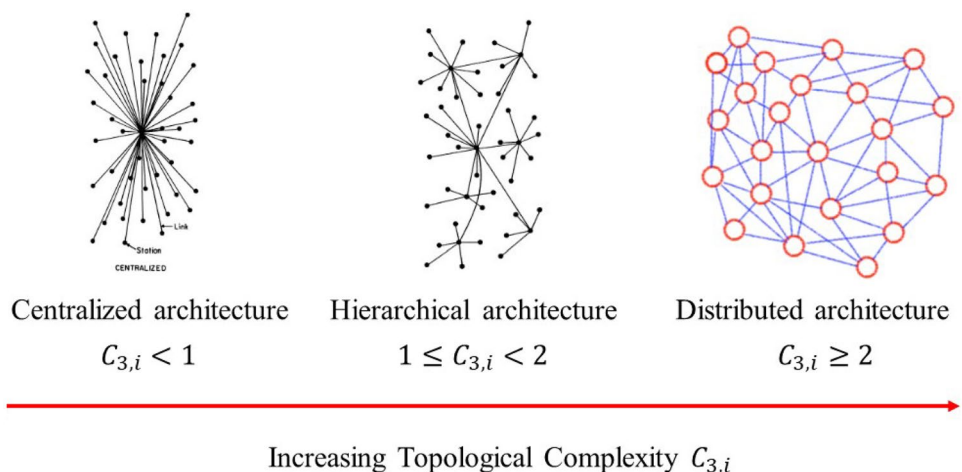 Link
Station
CENTRALIZED
Centralized architecture
Hierarchical architecture
Distributed architecture
𝐶₃,ᵢ < 1
1 ≤ 𝐶₃,ᵢ < 2
𝐶₃,ᵢ ≥ 2
Increasing Topological Complexity 𝐶₃,ᵢ